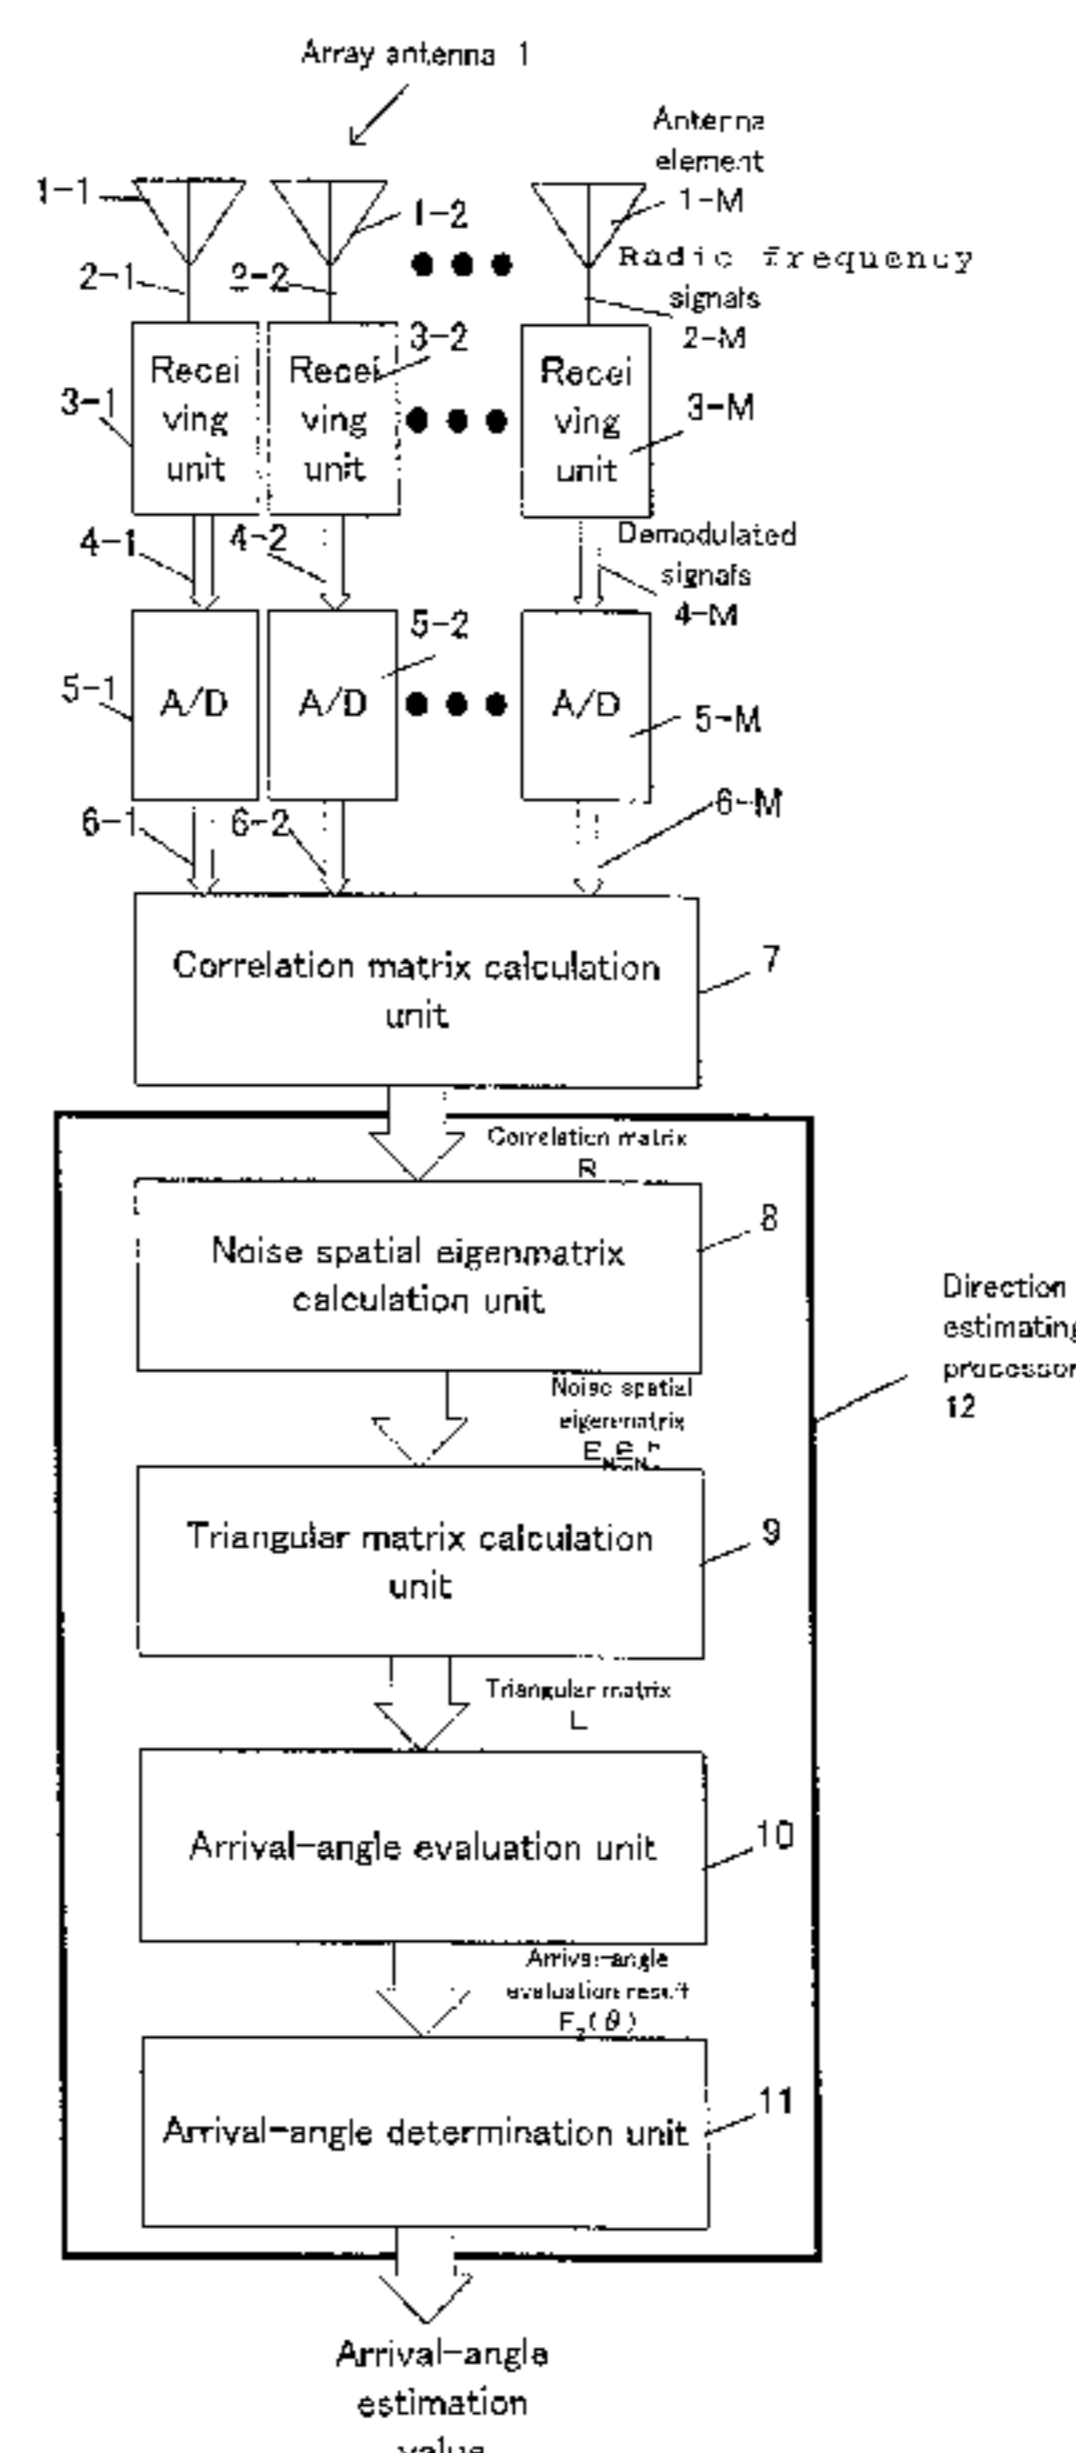 Array antenna 1
Antenna
element
1-M
1-1
1-2
Radio frequency
signals
2-M
2-1
2-2
3-1
Recei
ving
unit
Recei
ving
unit
3-2
Recei
ving
unit
3-M
4-1
4-2
Demodulated
signals
4-M
5-1
A/D
A/D
5-2
A/D
5-M
6-1
6-2
6-M
Correlation matrix calculation
unit
7
Correlation matrix
R
Noise spatial eigenmatrix
calculation unit
8
Direction
estimating
processor
12
Noise spatial
eigenmatrix
Triangular matrix calculation
unit
9
Triangular matrix
L
Arrival-angle evaluation unit
10
Arrival-angle
evaluation result
F₂(θ)
Arrival-angle determination unit
11
Arrival-angle
estimation
value